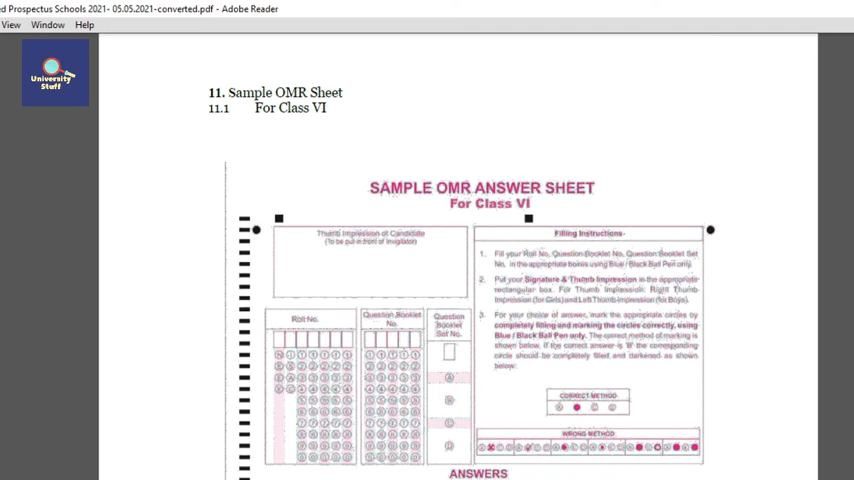 ed Prospectus Schools 2021- 05.05.2021-converted.pdf - Adobe Reader
View Window Help
University
Stuff
11. Sample OMR Sheet
11.1 For Class VI
SAMPLE OMR ANSWER SHEET
For Class VI
Thumb Impression of Candidate
(To be put in front of Invigilator)
Filling Instructions-
1. Fill your Roll No, Question Booklet No, Question Booklet Set
No. in the appropriate boxes using Blue / Black Ball Pen only.
2. Put your Signature & Thumb Impression in the appropriate
rectangular box. For Thumb Impression: Right Thumb
Impression (for Girls) and Left Thumb Impression (for Boys).
3. For your choice of answer, mark the appropriate circles by
completely filling and marking the circles correctly, using
Blue / Black Ball Pen only. The correct method of marking is
shown below. If the correct answer is 'B' the corresponding
circle should be completely filled and darkened as shown
below:
Roll No.
Question Booklet
No.
Question
Booklet
Set No.
CORRECT METHOD
WRONG METHOD
ANSWERS